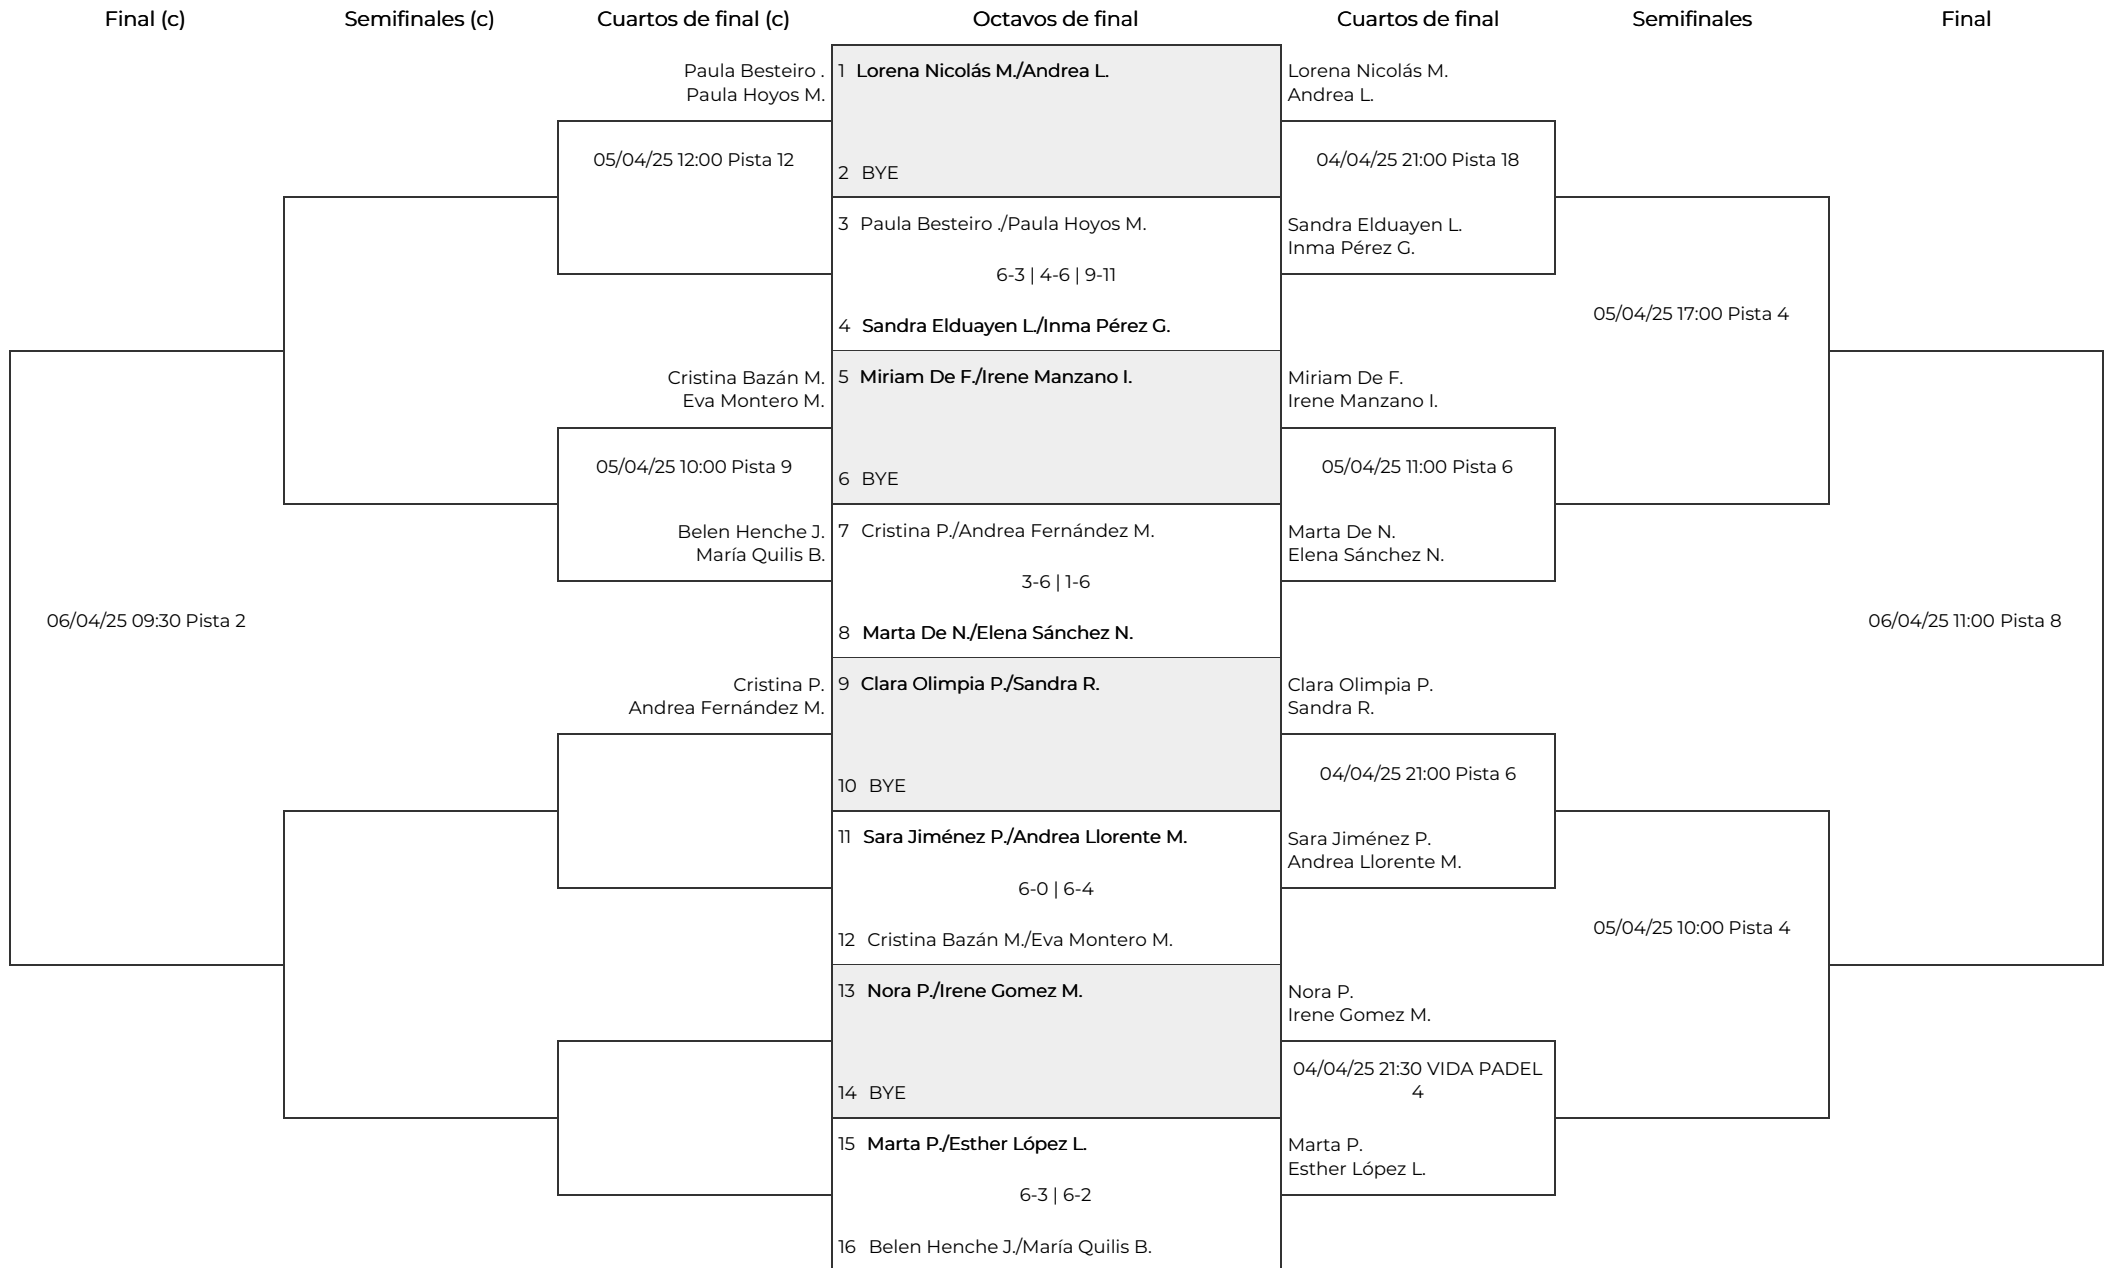 Final (c)
Semifinales (c)
Cuartos de final (c)
Octavos de final
Cuartos de final
Semifinales
Final
06/04/25 09:30 Pista 2
Paula Besteiro .
Paula Hoyos M.
05/04/25 12:00 Pista 12
Cristina Bazán M.
Eva Montero M.
05/04/25 10:00 Pista 9
Belen Henche J.
María Quilis B.
Cristina P.
Andrea Fernández M.
1 Lorena Nicolás M./Andrea L.
2 BYE
3 Paula Besteiro ./Paula Hoyos M.
6-3 | 4-6 | 9-11
4 Sandra Elduayen L./Inma Pérez G.
5 Miriam De F./Irene Manzano I.
6 BYE
7 Cristina P./Andrea Fernández M.
3-6 | 1-6
8 Marta De N./Elena Sánchez N.
9 Clara Olimpia P./Sandra R.
10 BYE
11 Sara Jiménez P./Andrea Llorente M.
6-0 | 6-4
12 Cristina Bazán M./Eva Montero M.
13 Nora P./Irene Gomez M.
14 BYE
15 Marta P./Esther López L.
6-3 | 6-2
16 Belen Henche J./María Quilis B.
Lorena Nicolás M.
Andrea L.
04/04/25 21:00 Pista 18
Sandra Elduayen L.
Inma Pérez G.
Miriam De F.
Irene Manzano I.
05/04/25 11:00 Pista 6
Marta De N.
Elena Sánchez N.
Clara Olimpia P.
Sandra R.
04/04/25 21:00 Pista 6
Sara Jiménez P.
Andrea Llorente M.
Nora P.
Irene Gomez M.
04/04/25 21:30 VIDA PADEL
4
Marta P.
Esther López L.
05/04/25 17:00 Pista 4
05/04/25 10:00 Pista 4
06/04/25 11:00 Pista 8